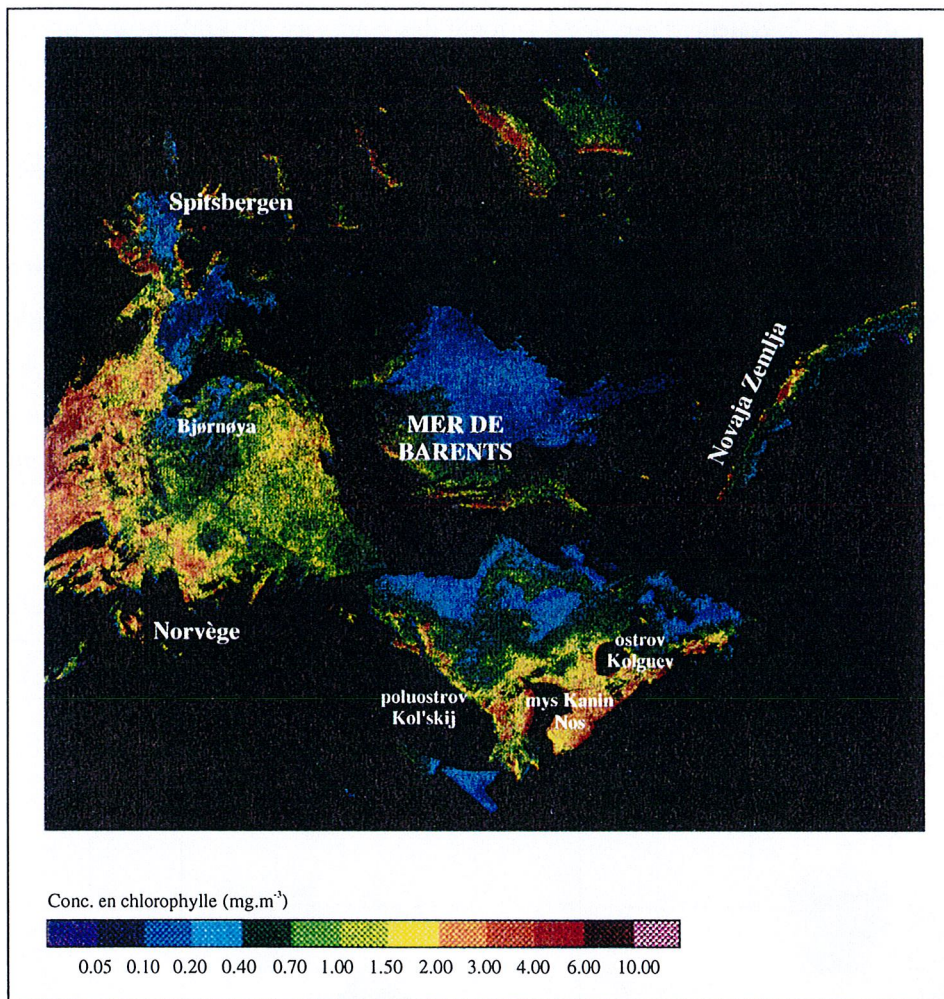 Spitsbergen
Novaja Zemlja
Bjørnøya
MER DE
BARENTS
Norvège
ostrov
Kolguev
poluostrov
Kol'skij
mys Kanin
Nos
Conc. en chlorophylle (mg.m⁻³)
0.05 0.10 0.20 0.40 0.70 1.00 1.50 2.00 3.00 4.00 6.00 10.00